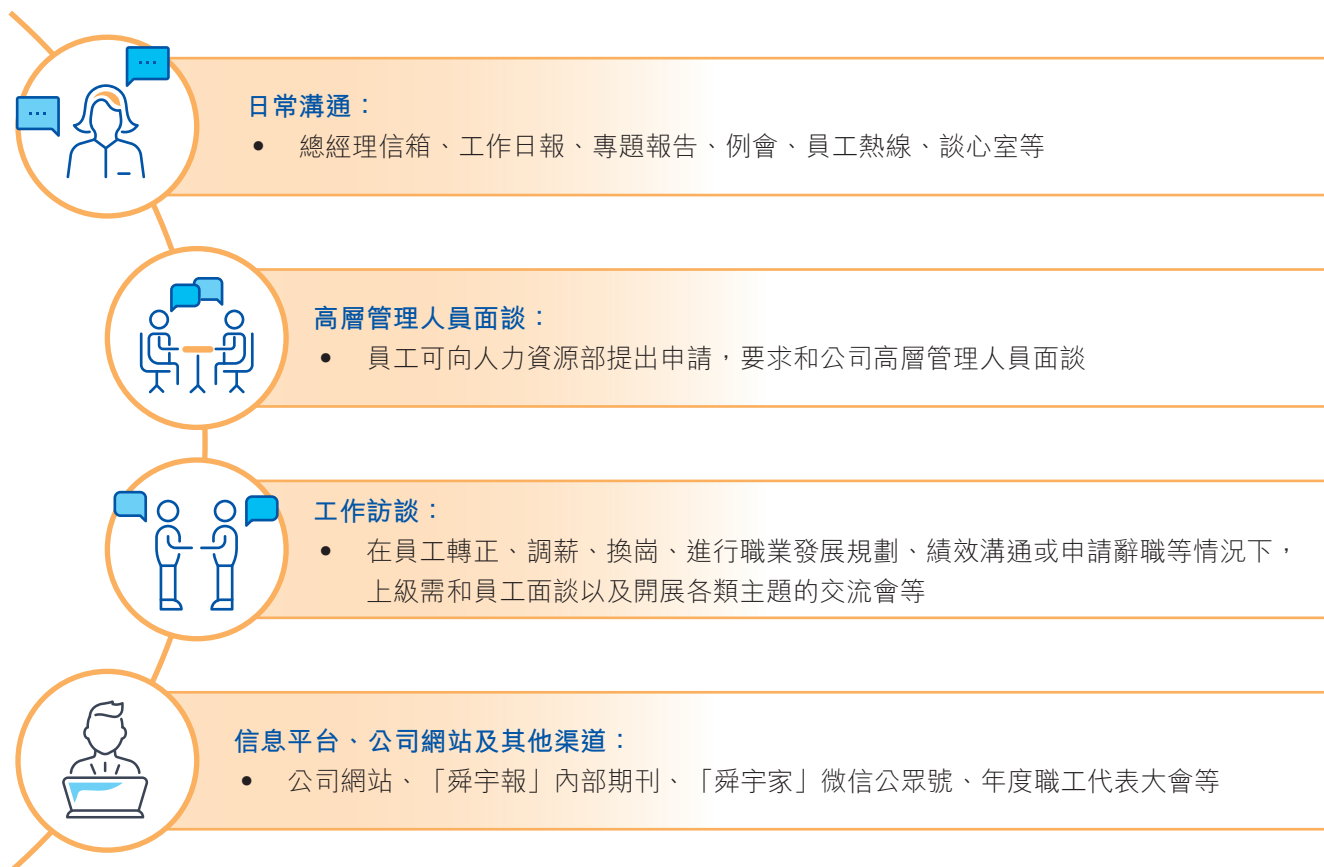 日常溝通：
• 總經理信箱、工作日報、專題報告、例會、員工熱線、談心室等
高層管理人員面談：
• 員工可向人力資源部提出申請，要求和公司高層管理人員面談
工作訪談：
• 在員工轉正、調薪、換崗、進行職業發展規劃、績效溝通或申請辭職等情況下，
上級需和員工面談以及開展各類主題的交流會等
信息平台、公司網站及其他渠道：
• 公司網站、「舜宇報」內部期刊、「舜宇家」微信公眾號、年度職工代表大會等